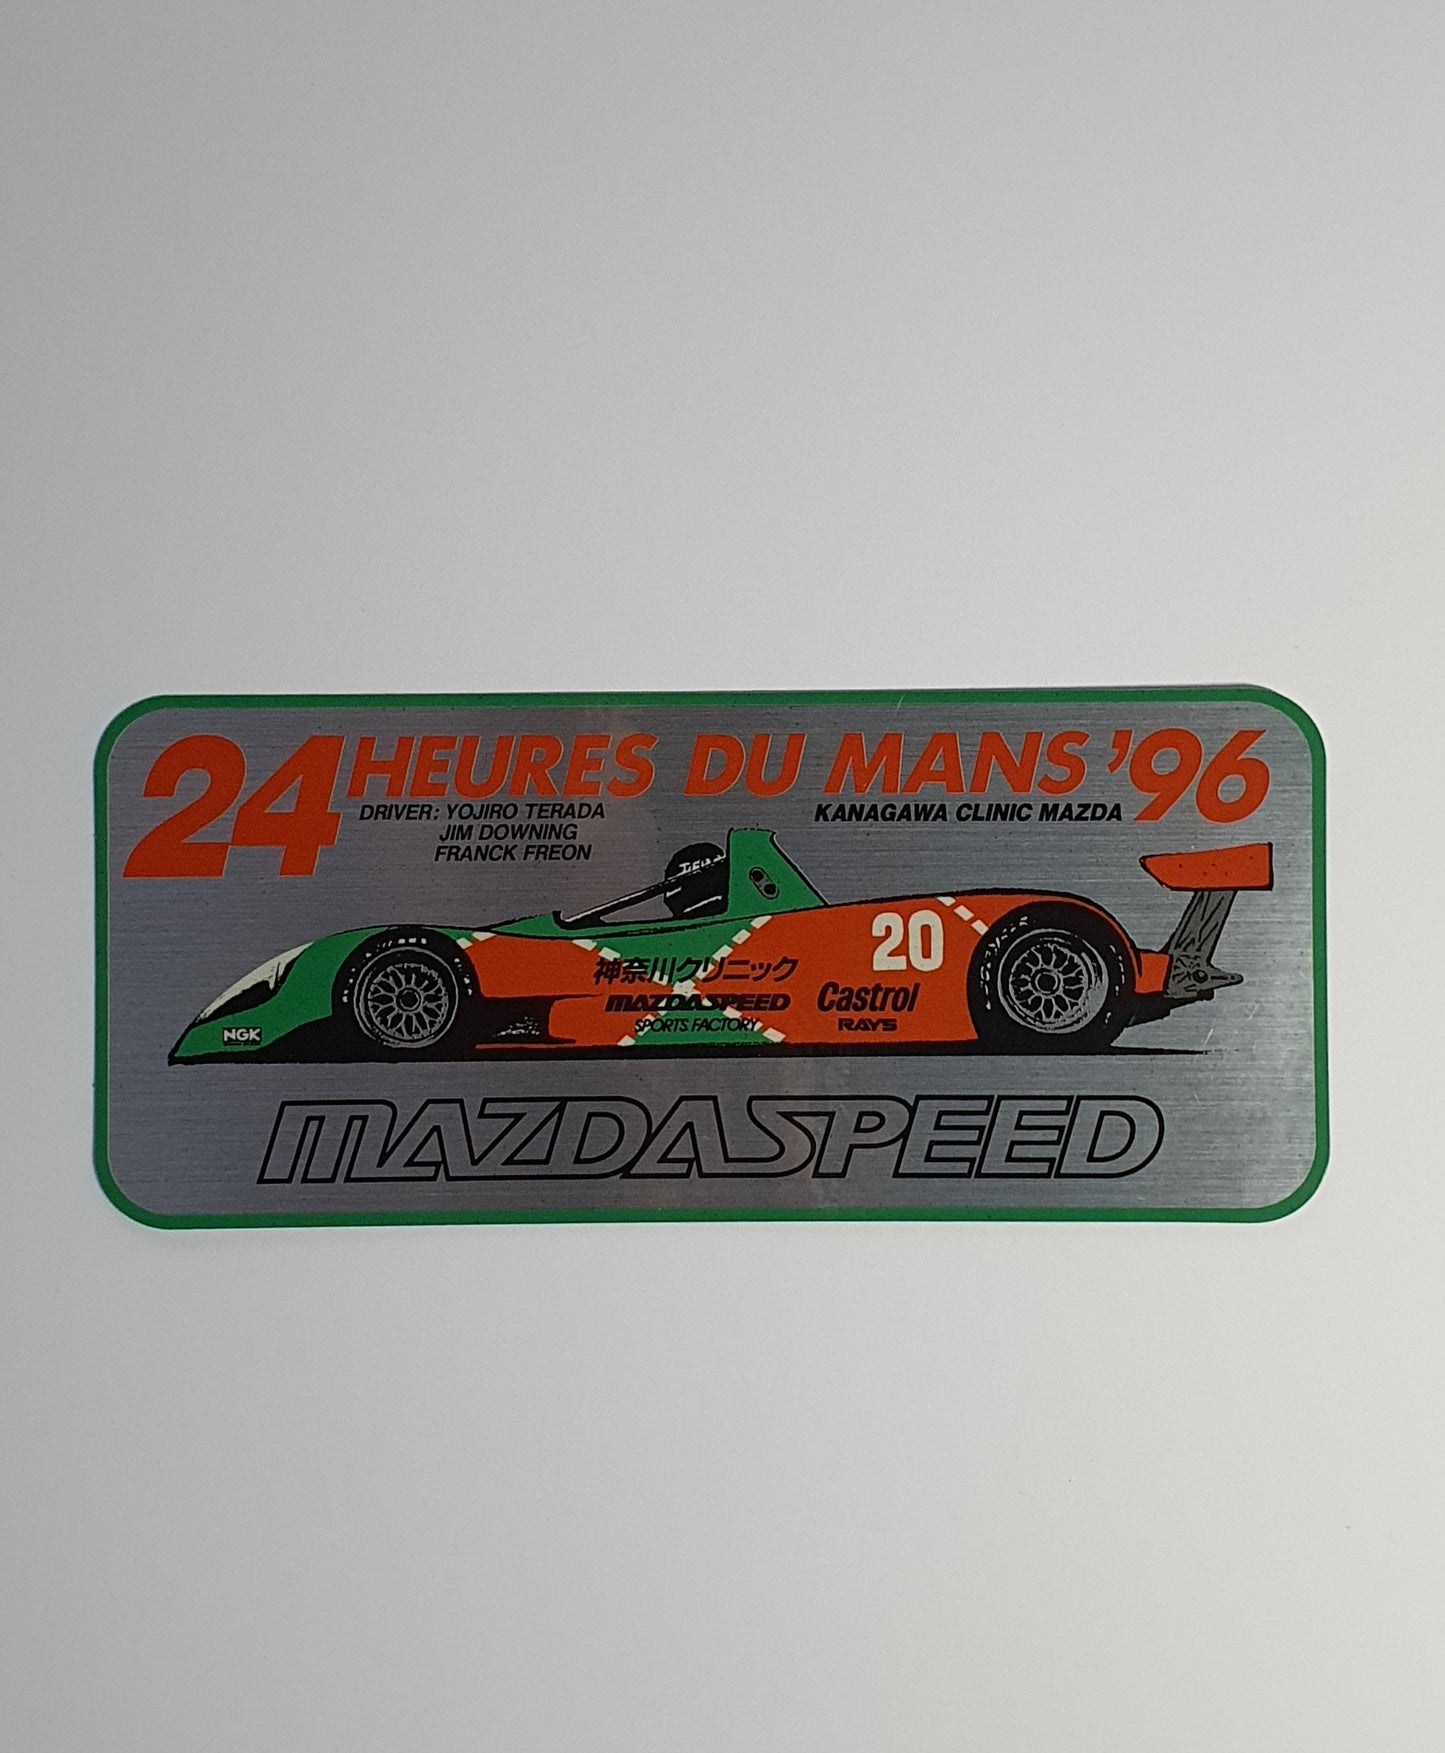 24 HEURES DU MANS '96
DRIVER: YOJIRO TERADA
JIM DOWNING
FRANCK FREON
KANAGAWA CLINIC MAZDA
20
神奈川クリニック
MAZDASPEED
SPORTS FACTORY
Castrol
RAYS
NGK
MAZDASPEED